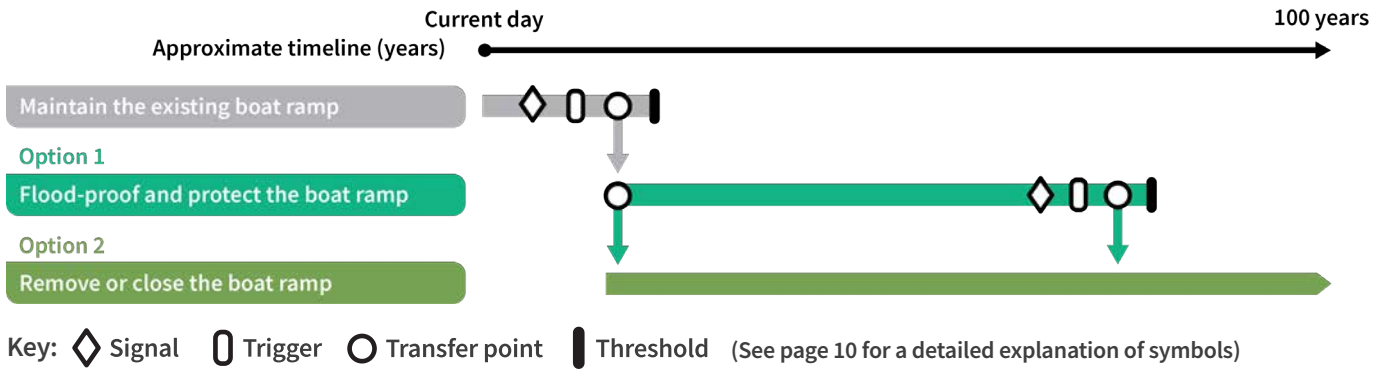 Current day
100 years
Approximate timeline (years)
Maintain the existing boat ramp
Option 1
Flood-proof and protect the boat ramp
Option 2
Remove or close the boat ramp
Key: Signal Trigger Transfer point Threshold (See page 10 for a detailed explanation of symbols)